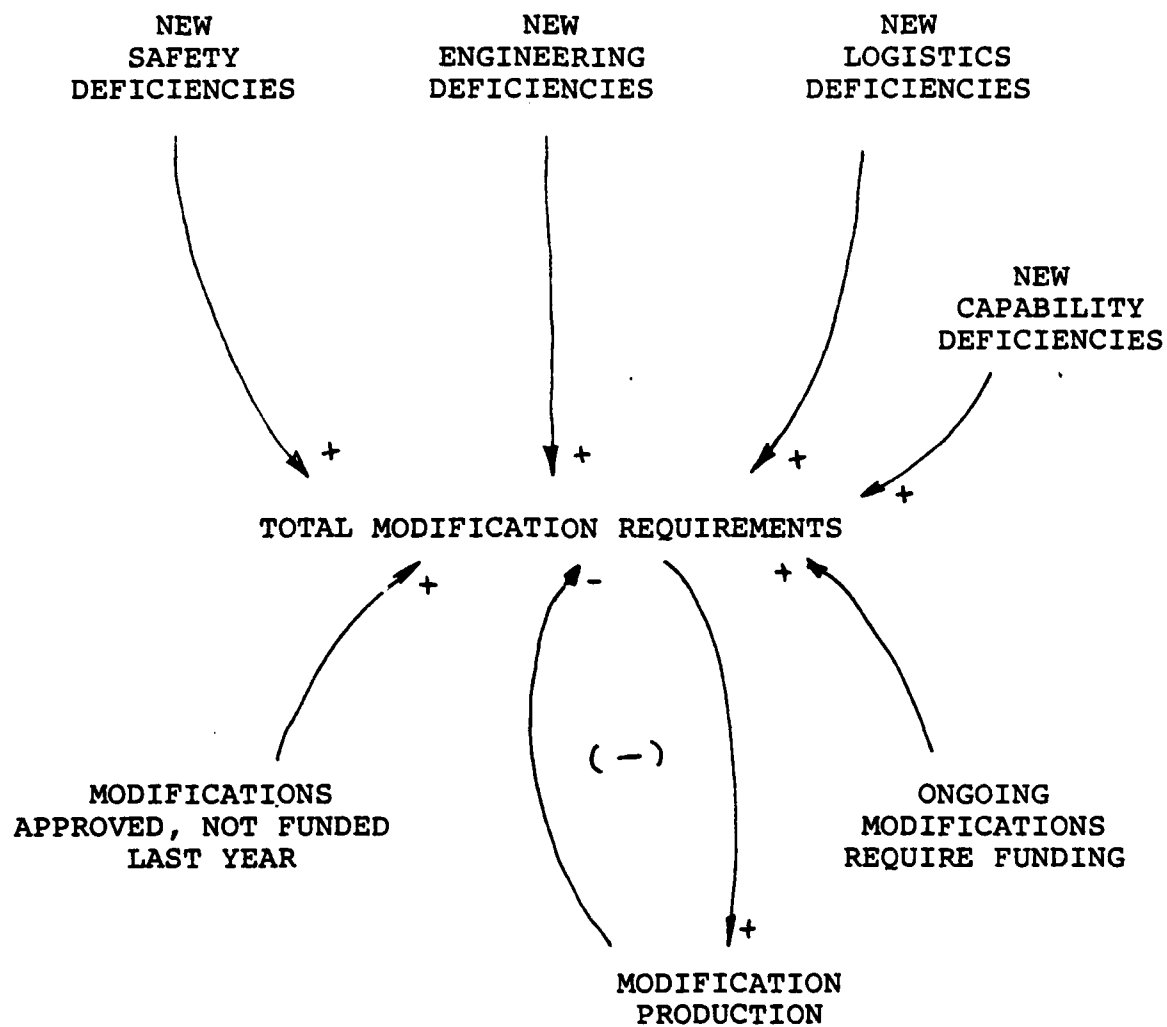 NEW
SAFETY
DEFICIENCIES
NEW
ENGINEERING
DEFICIENCIES
NEW
LOGISTICS
DEFICIENCIES
NEW
CAPABILITY
DEFICIENCIES
+
+
+
+
TOTAL MODIFICATION REQUIREMENTS
+
-
+
(-)
MODIFICATIONS
APPROVED, NOT FUNDED
LAST YEAR
ONGOING
MODIFICATIONS
REQUIRE FUNDING
+
MODIFICATION
PRODUCTION